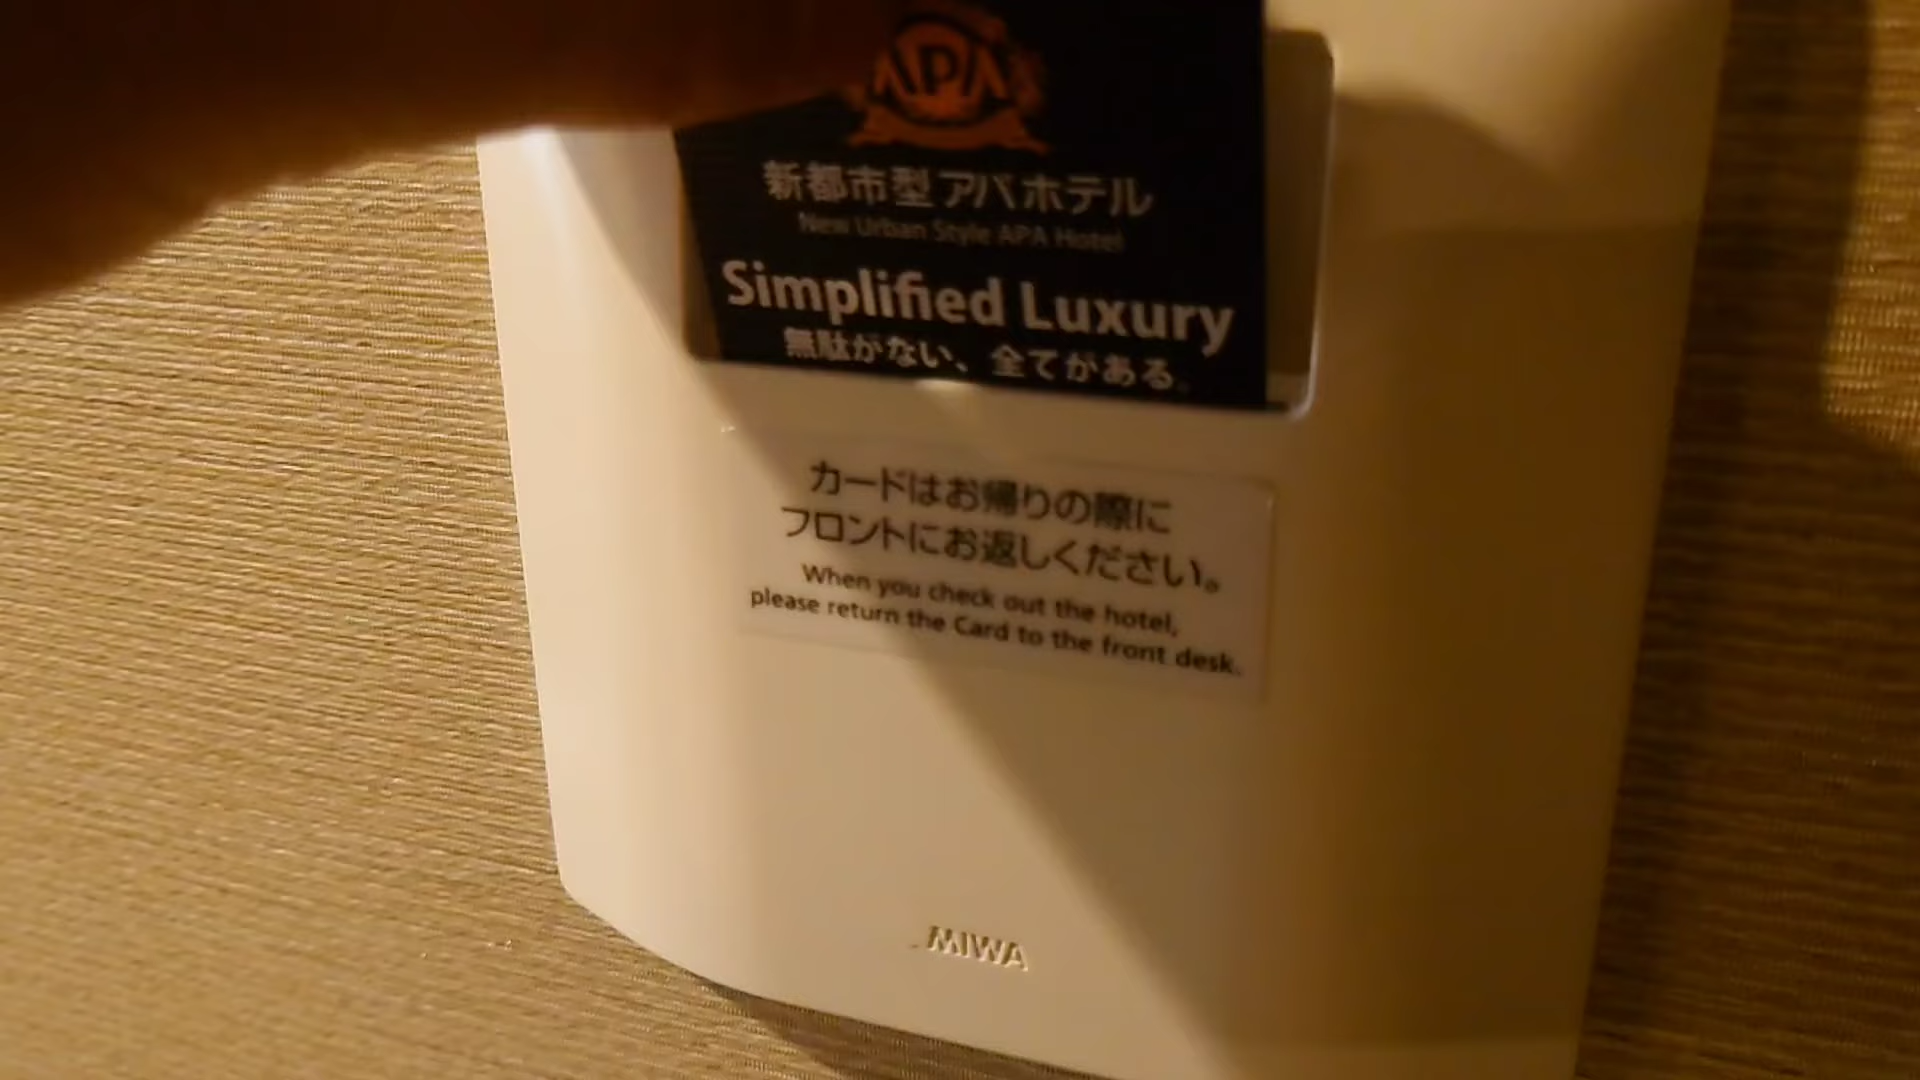 APA
新都市型アパホテル
New Urban Style APA Hotel
Simplified Luxury
無駄がない、全てがある。
カードはお帰りの際に
フロントにお返しください。
When you check out the hotel,
please return the Card to the front desk.
MIWA